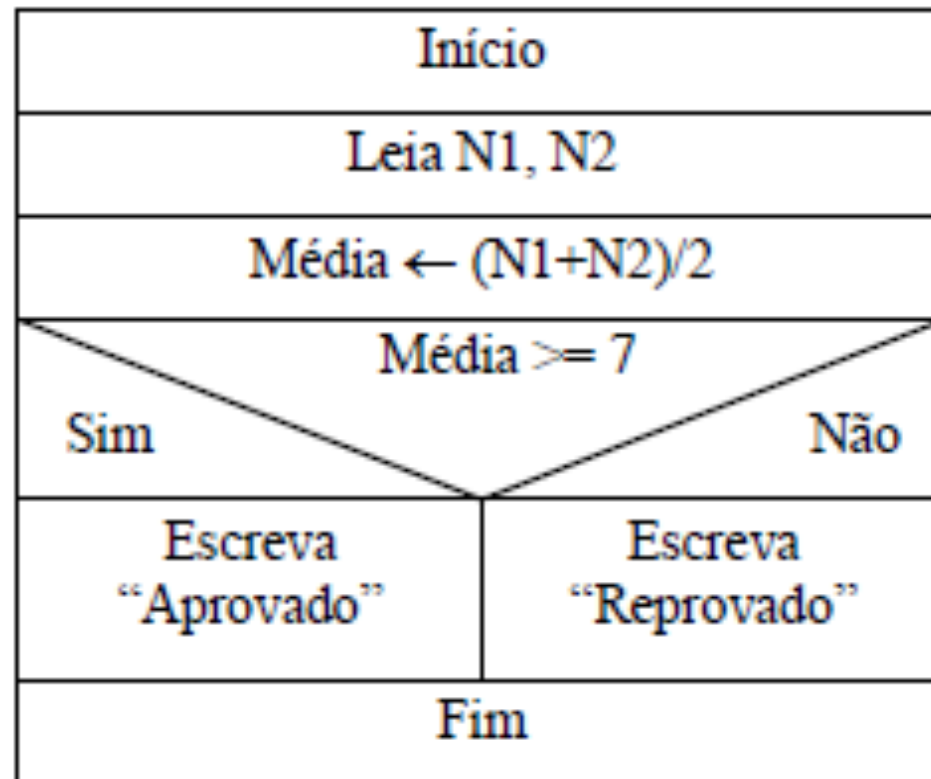 Início
Leia N1, N2
Média ← (N1+N2)/2
Média >= 7
Sim
Não
Escreva
“Aprovado”
Escreva
“Reprovado”
Fim